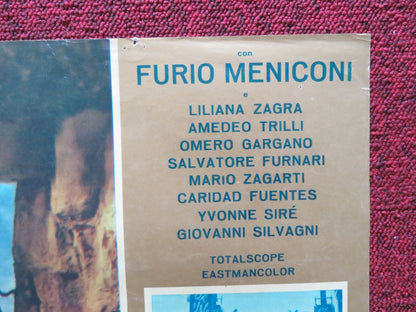 con
FURIO MENICONI
e
LILIANA ZAGRA
AMEDEO TRILLI
OMERO GARGANO
SALVATORE FURNARI
MARIO ZAGARTI
CARIDAD FUENTES
YVONNE SIRÉ
GIOVANNI SILVAGNI
TOTALSCOPE
EASTMANCOLOR